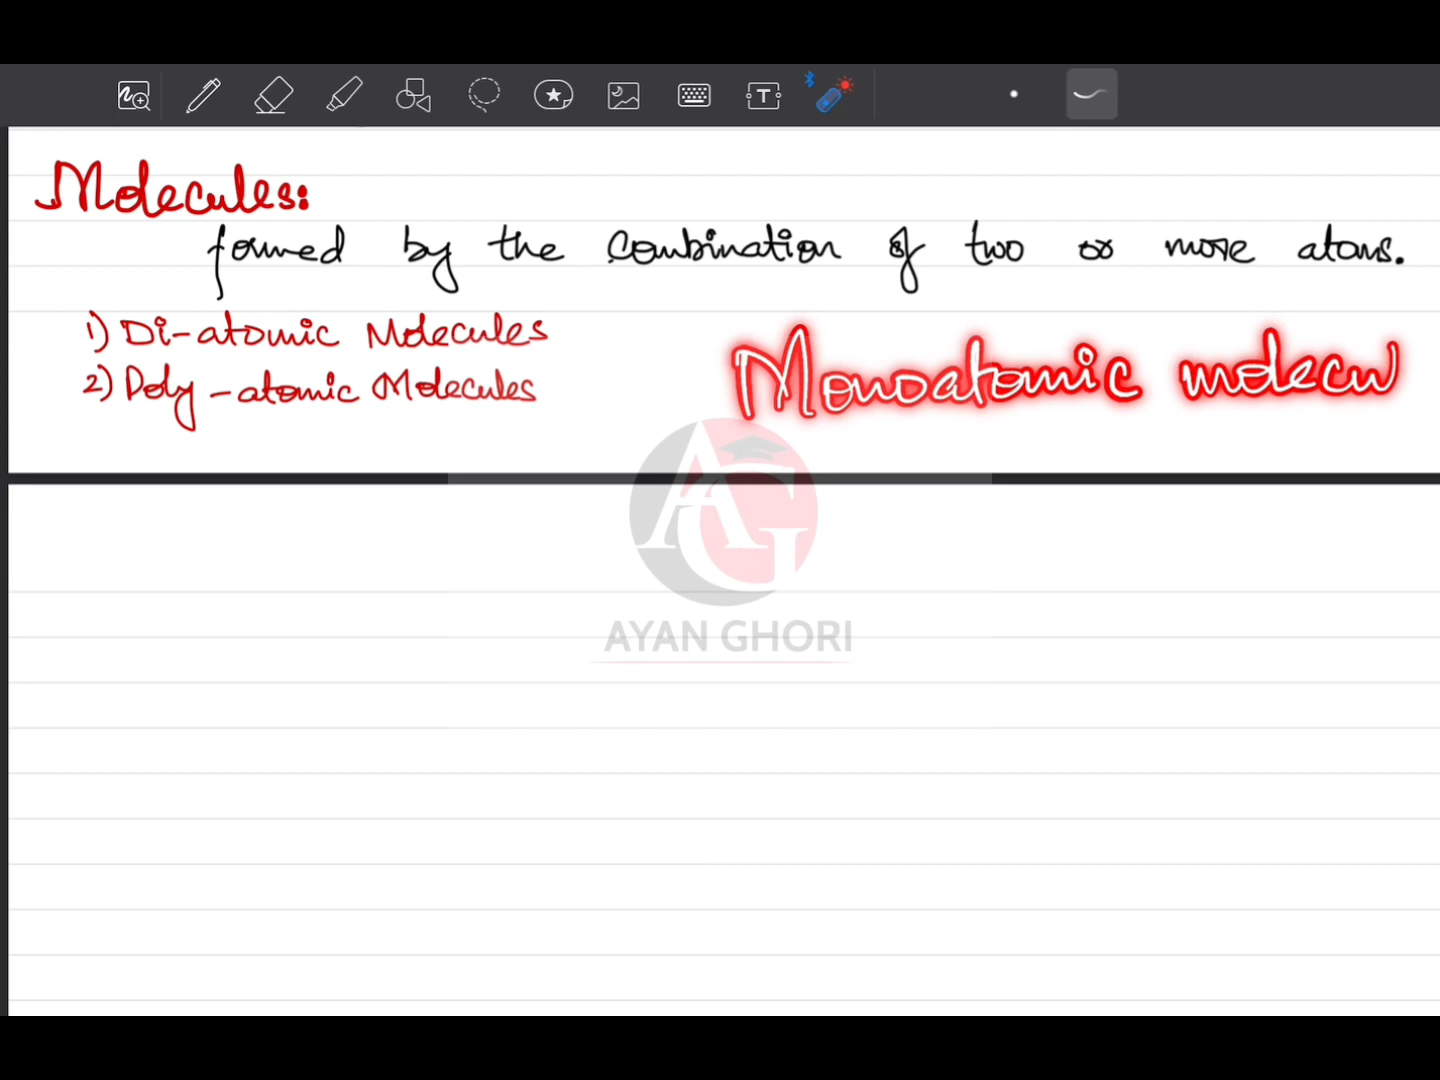 Molecules:
formed by the combination of two or more atoms.
1) Di-atomic Molecules
2) Poly-atomic Molecules
Monoatomic molecu
AG
AYAN GHORI